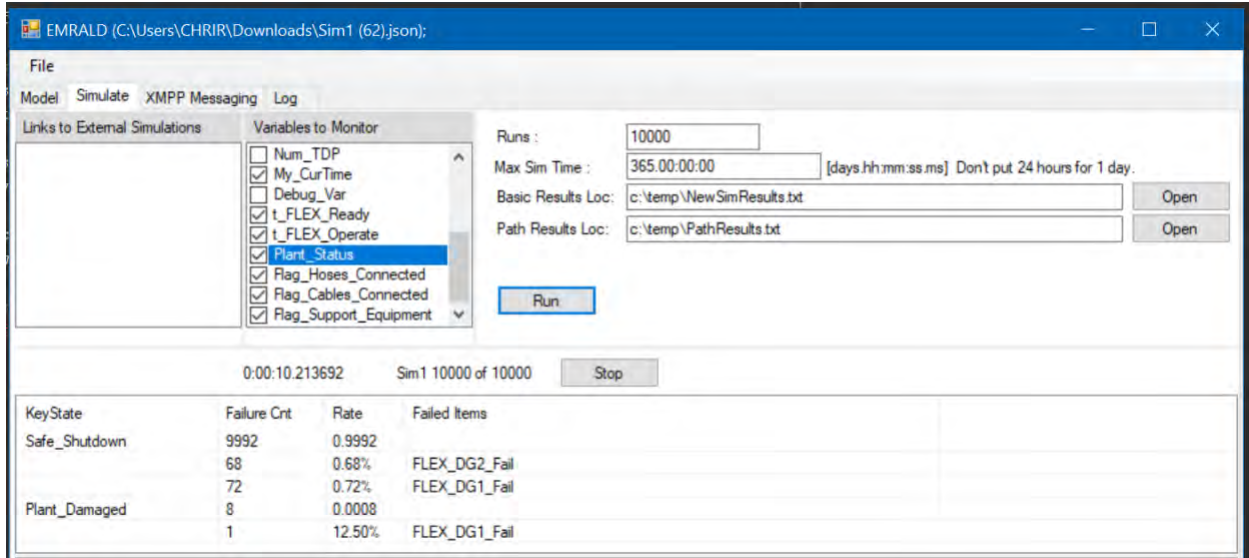 EMRALD (C:\Users\CHRIR\Downloads\Sim1 (62).json);
File
Model Simulate XMPP Messaging Log
Links to External Simulations
Variables to Monitor
Num_TDP
My_CurTime
Debug_Var
t_FLEX_Ready
t_FLEX_Operate
Plant_Status
Flag_Hoses_Connected
Flag_Cables_Connected
Flag_Support_Equipment
Runs : 10000
Max Sim Time : 365.00:00:00 [days.hh:mm:ss.ms] Don't put 24 hours for 1 day.
Basic Results Loc: c:\temp\NewSimResults.txt Open
Path Results Loc: c:\temp\PathResults.txt Open
Run
0:00:10.213692 Sim1 10000 of 10000 Stop
KeyState Failure Cnt Rate Failed Items
Safe_Shutdown 9992 0.9992
68 0.68% FLEX_DG2_Fail
72 0.72% FLEX_DG1_Fail
Plant_Damaged 8 0.0008
1 12.50% FLEX_DG1_Fail